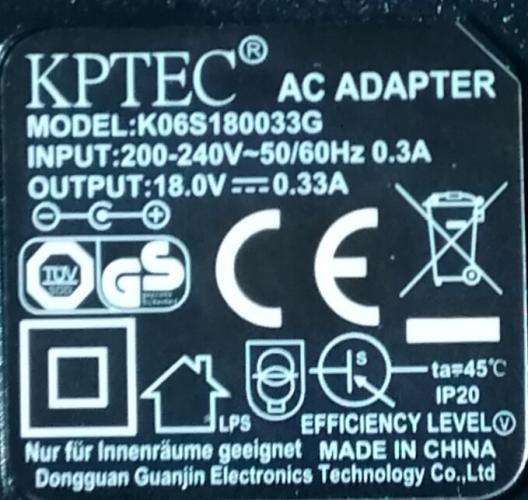 KPTEC® AC ADAPTER
MODEL:K06S180033G
INPUT:200-240V~50/60Hz 0.3A
OUTPUT:18.0V⎓0.33A
TÜV
SÜD
GS
CE
S
ta=45℃
IP20
LPS
EFFICIENCY LEVEL Ⓥ
Nur für Innenräume geeignet MADE IN CHINA
Dongguan Guanjin Electronics Technology Co.,Ltd